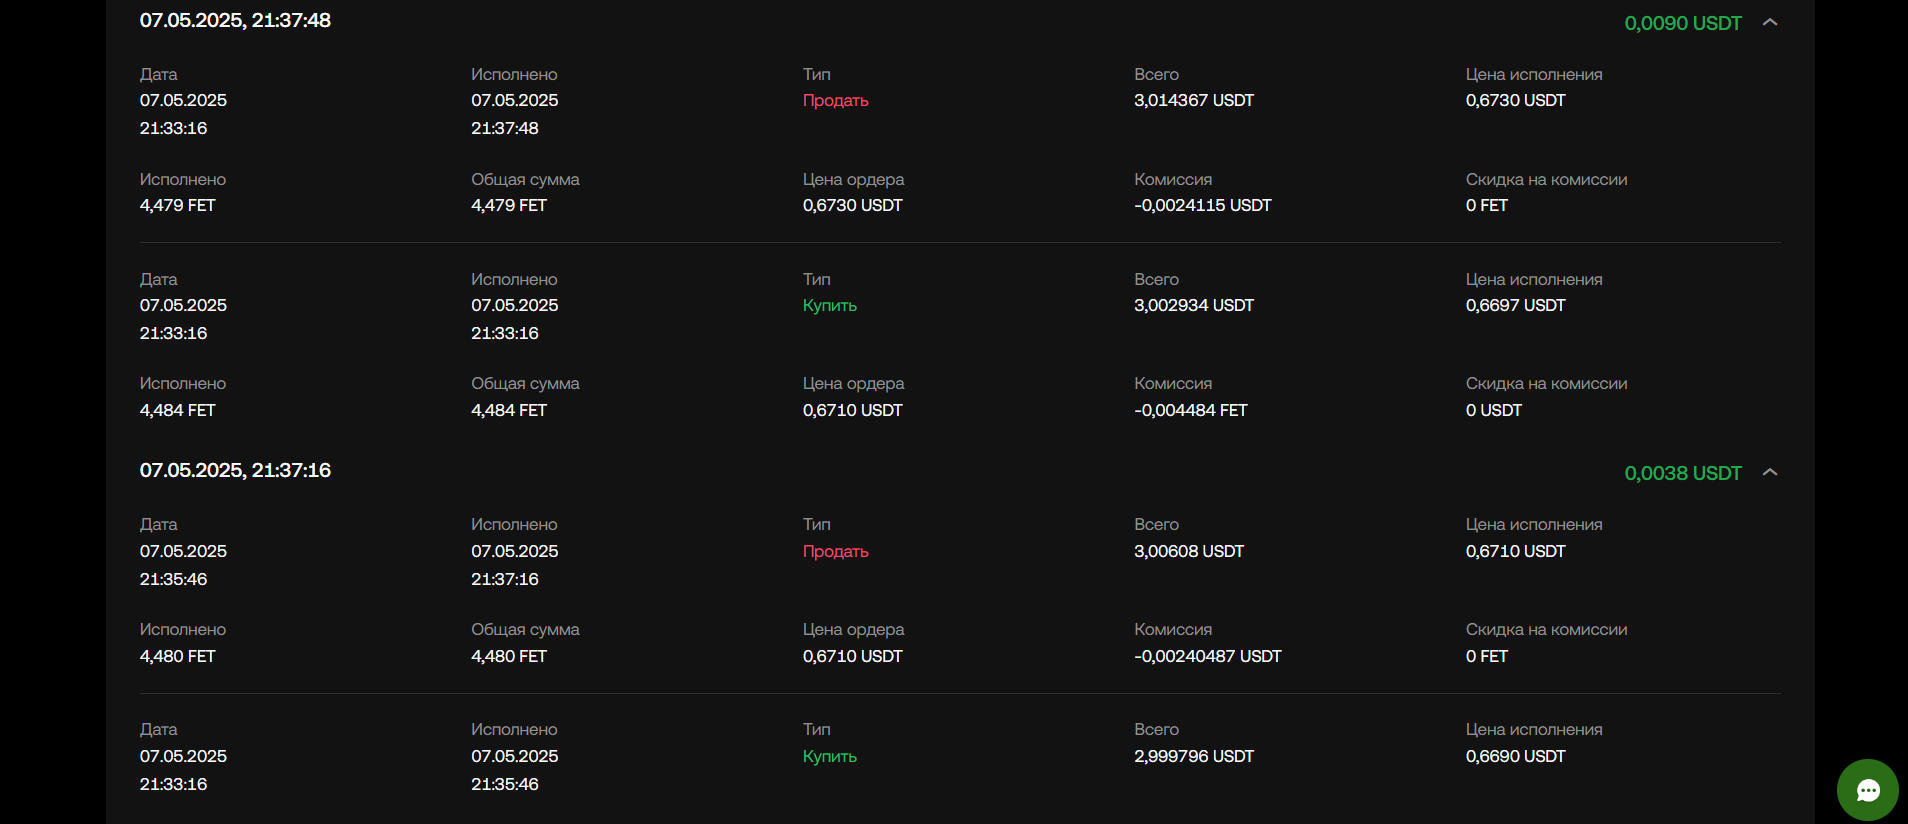 07.05.2025, 21:37:48 0,0090 USDT
Дата Исполнено Тип Всего Цена исполнения
07.05.2025 07.05.2025 Продать 3,014367 USDT 0,6730 USDT
21:33:16 21:37:48
Исполнено Общая сумма Цена ордера Комиссия Скидка на комиссии
4,479 FET 4,479 FET 0,6730 USDT -0,0024115 USDT 0 FET
Дата Исполнено Тип Всего Цена исполнения
07.05.2025 07.05.2025 Купить 3,002934 USDT 0,6697 USDT
21:33:16 21:33:16
Исполнено Общая сумма Цена ордера Комиссия Скидка на комиссии
4,484 FET 4,484 FET 0,6710 USDT -0,004484 FET 0 USDT
07.05.2025, 21:37:16 0,0038 USDT
Дата Исполнено Тип Всего Цена исполнения
07.05.2025 07.05.2025 Продать 3,00608 USDT 0,6710 USDT
21:35:46 21:37:16
Исполнено Общая сумма Цена ордера Комиссия Скидка на комиссии
4,480 FET 4,480 FET 0,6710 USDT -0,00240487 USDT 0 FET
Дата Исполнено Тип Всего Цена исполнения
07.05.2025 07.05.2025 Купить 2,999796 USDT 0,6690 USDT
21:33:16 21:35:46